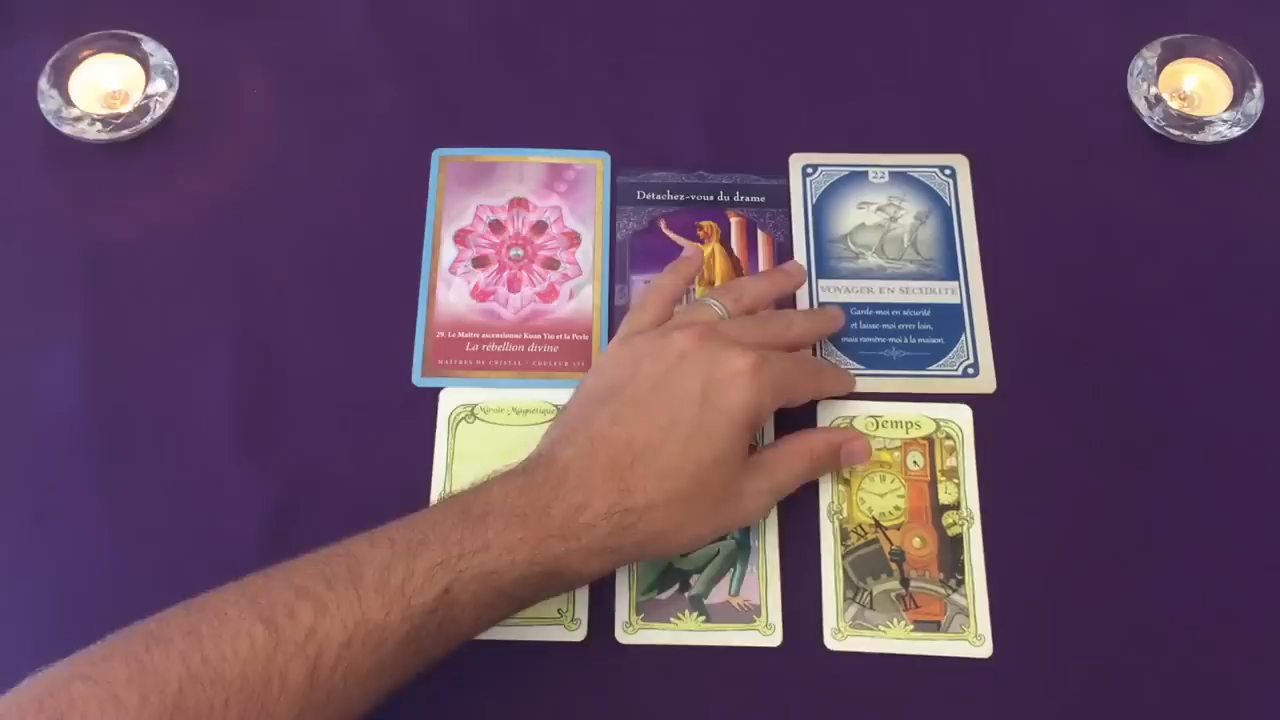 29. Le Maître ascensionné Kuan Yin et la Perle
La rébellion divine
MAÎTRES DE CRISTAL - COULEUR
Détachez-vous du drame
22
VOYAGER EN SÉCURITÉ
Garde-moi en sécurité
et laisse-moi errer loin,
mais ramène-moi à la maison.
Miroir Magnétique
Temps